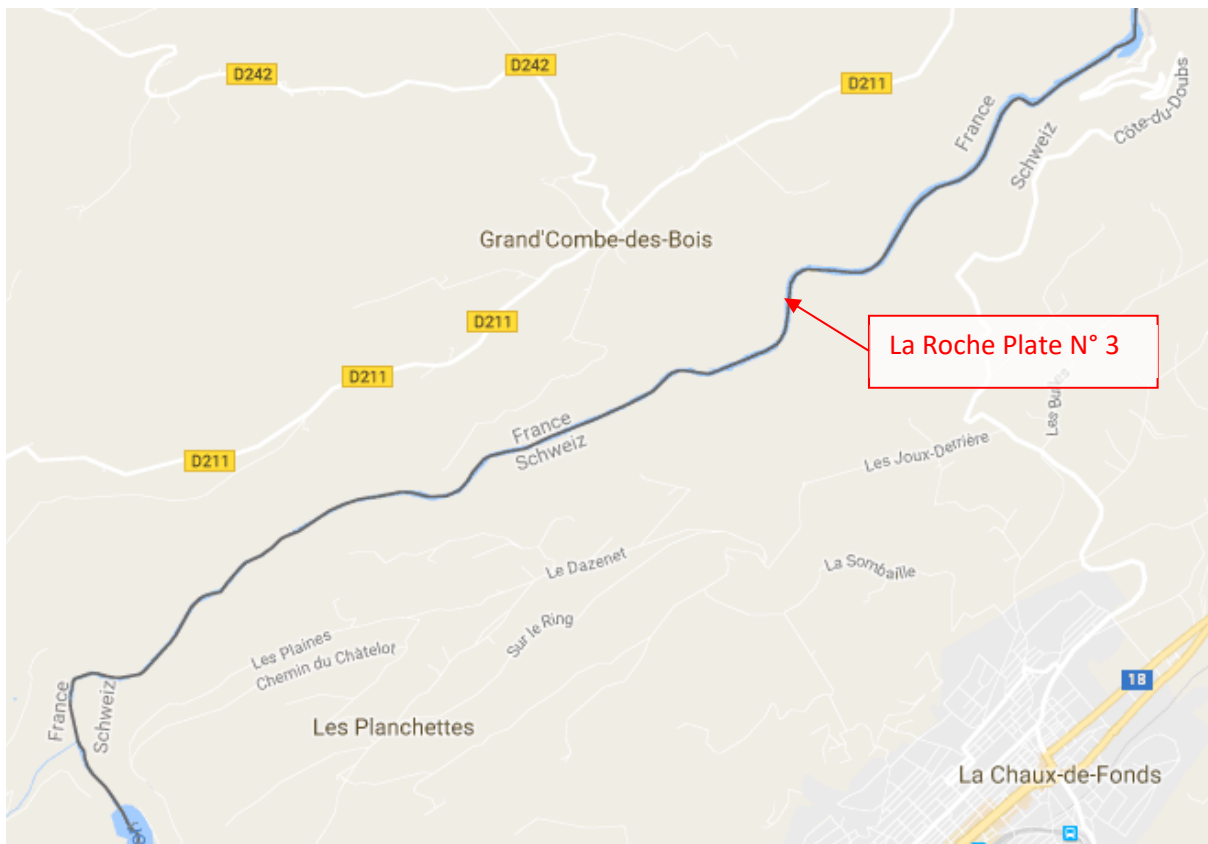 D242
D242
D211
France
Schweiz
Côte-du-Doubs
Grand'Combe-des-Bois
D211
La Roche Plate N° 3
D211
Les Bulles
France
Schweiz
D211
Les Joux-Derrière
Le Dazenet
La Sombaille
Sur le Ring
Les Plaines
Chemin du Châtelor
France
Schweiz
18
Les Planchettes
La Chaux-de-Fonds